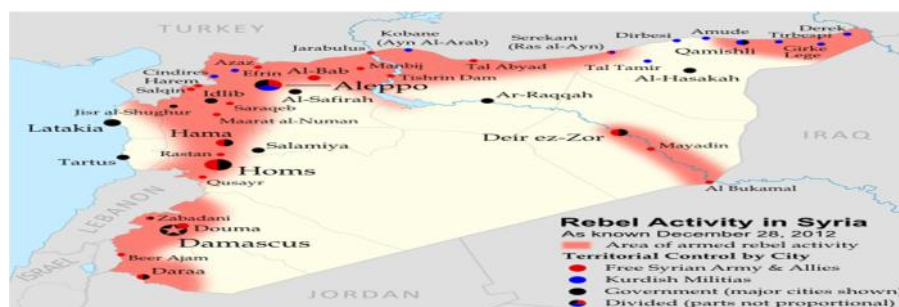 TURKEY
Kobane
(Ayn Al-Arab)
Serekani
(Ras al-Ayn)
Dirbesi
Amude
Derek
Tirbespi
Qamishli
Girke
Lege
Jarabulus
Azaz
Cindires
Efrin
Al-Bab
Manbij
Tal Abyad
Tal Tamir
Harem
Salqin
Idlib
Aleppo
Tishrin Dam
Al-Hasakah
Al-Safirah
Ar-Raqqah
Jisr al-Shughur
Saraqeb
Maarat al-Numan
Latakia
Hama
Salamiya
Deir ez-Zor
IRAQ
Tartus
Rastan
Homs
Mayadin
Qusayr
Al Bukamal
LEBANON
Zabadani
Douma
Damascus
Beer Ajam
Daraa
ISRAEL
JORDAN
Rebel Activity in Syria
As known December 28, 2012
Area of armed rebel activity
Territorial Control by City
Free Syrian Army & Allies
Kurdish Militias
Government (major cities shown)
Divided (parts not proportional)